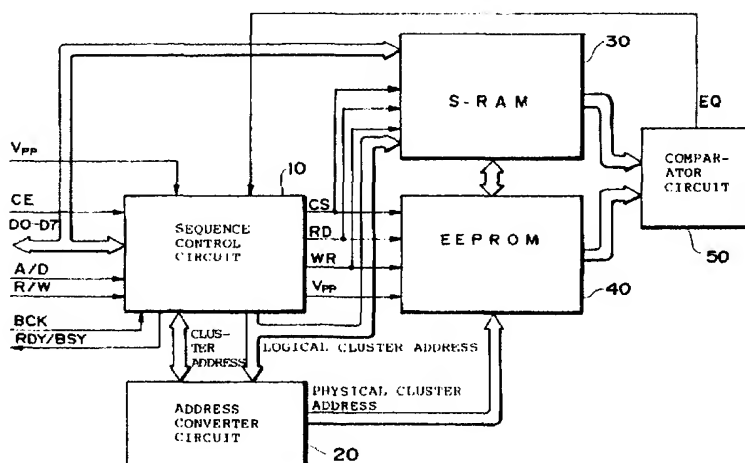 30
S-RAM
EQ
VPP
10
COMPAR-
ATOR
CIRCUIT
CE
CS
SEQUENCE
CONTROL
CIRCUIT
D0-D7
RD
EEPROM
WR
50
A/D
R/W
VPP
40
BCK
RDY/BSY
CLUS-
TER
ADDRESS
LOGICAL CLUSTER ADDRESS
PHYSICAL CLUSTER
ADDRESS
ADDRESS
CONVERTER
CIRCUIT
20